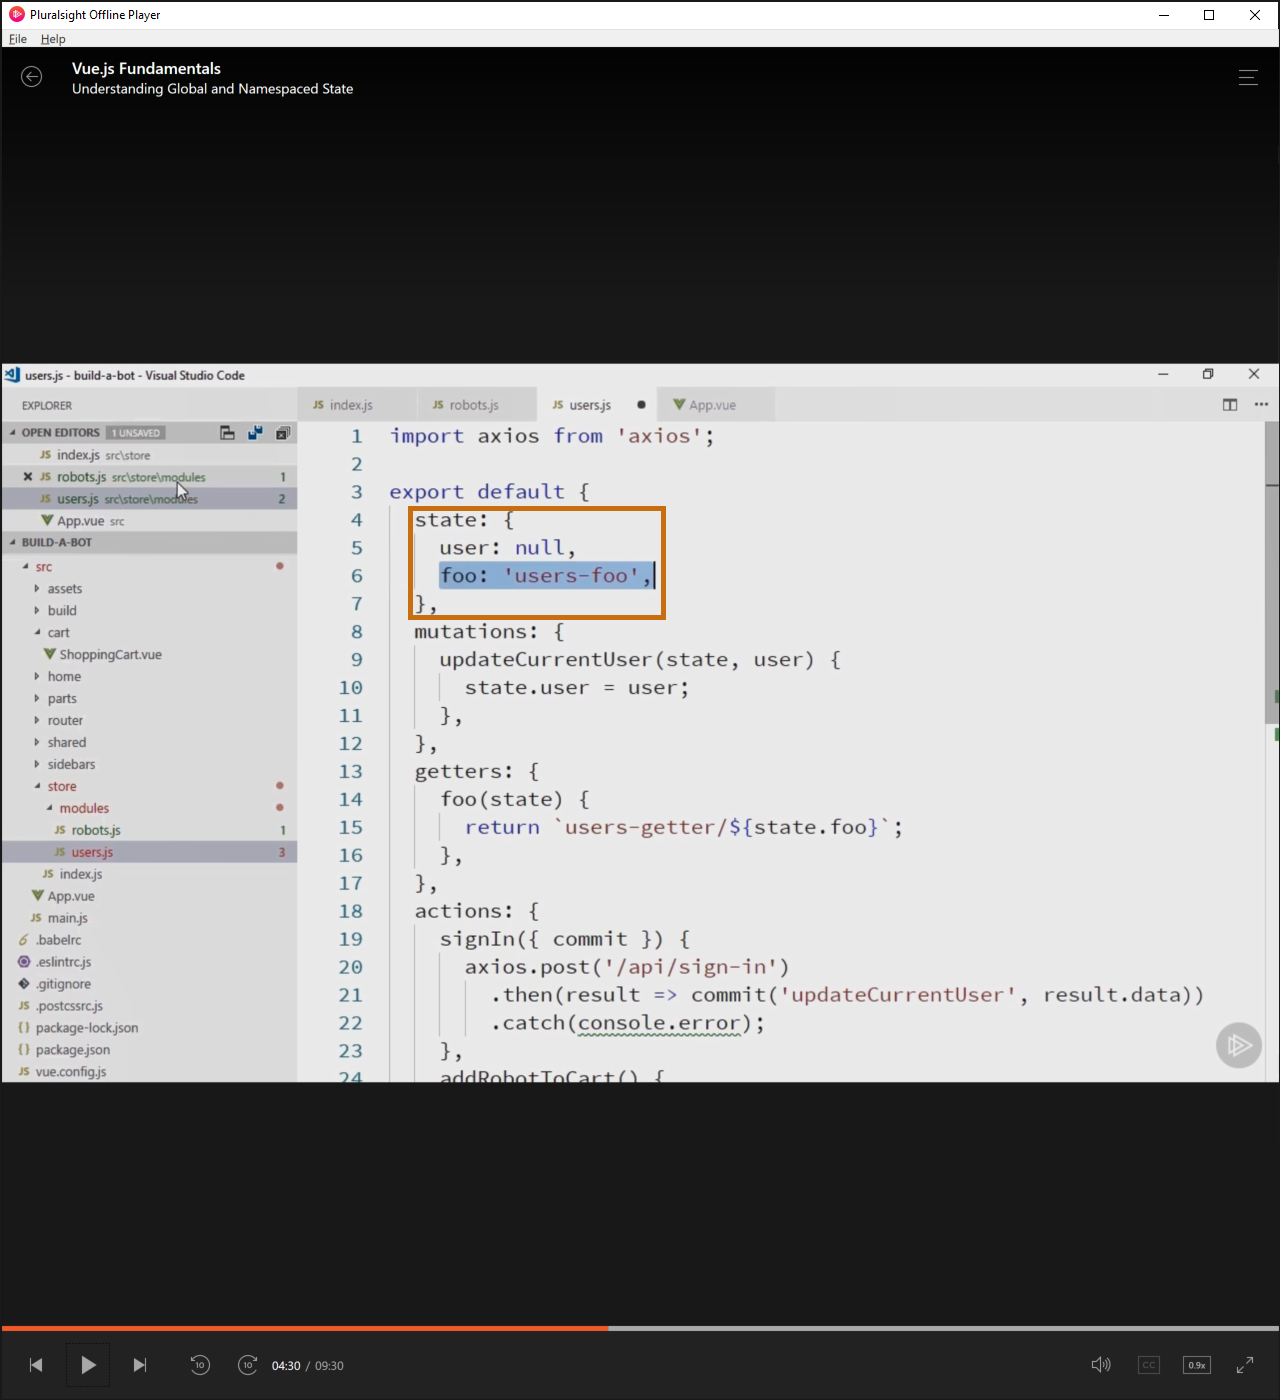 Pluralsight Offline Player
File Help
Vue.js Fundamentals
Understanding Global and Namespaced State
users.js - build-a-bot - Visual Studio Code
EXPLORER
JS index.js
JS robots.js
JS users.js
App.vue
OPEN EDITORS 1 UNSAVED
JS index.js src\store
JS robots.js src\store\modules 1
JS users.js src\store\modules 2
App.vue src
BUILD-A-BOT
src
assets
build
cart
ShoppingCart.vue
home
parts
router
shared
sidebars
store
modules
JS robots.js 1
JS users.js 3
JS index.js
App.vue
JS main.js
.babelrc
.eslintrc.js
.gitignore
JS .postcssrc.js
{} package-lock.json
{} package.json
JS vue.config.js
1 import axios from 'axios';
2
3 export default {
4 state: {
5 user: null,
6 foo: 'users-foo',
7 },
8 mutations: {
9 updateCurrentUser(state, user) {
10 state.user = user;
11 },
12 },
13 getters: {
14 foo(state) {
15 return `users-getter/${state.foo}`;
16 },
17 },
18 actions: {
19 signIn({ commit }) {
20 axios.post('/api/sign-in')
21 .then(result => commit('updateCurrentUser', result.data))
22 .catch(console.error);
23 },
24 addRobotToCart() {
10
10
04:30 / 09:30
CC
0.9x